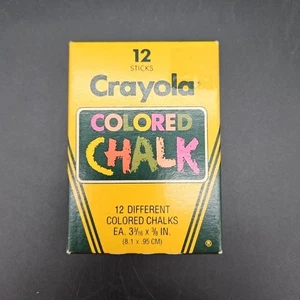 12
STICKS
Crayola
COLORED
CHALK
12 DIFFERENT
COLORED CHALKS
EA. 3 3/16 x 3/8 IN.
(8.1 x .95 CM)
®